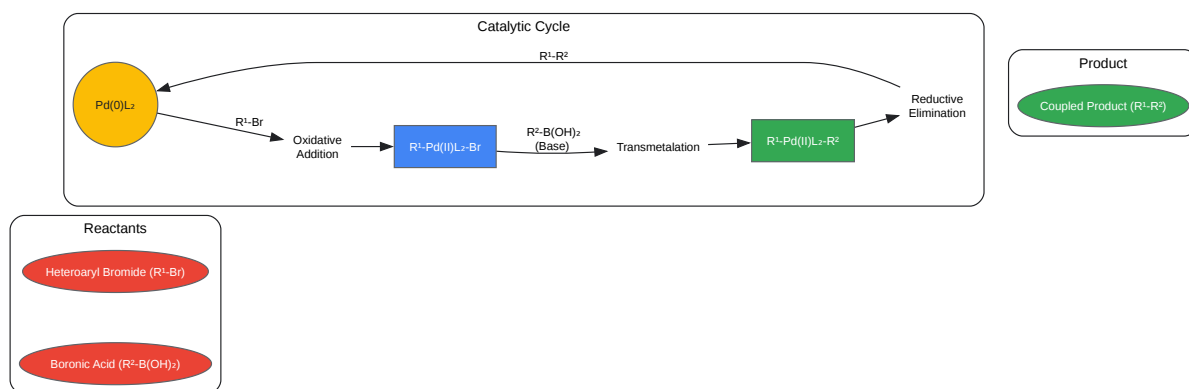 Catalytic Cycle
R¹-R²
Pd(0)L₂
R¹-Br
Oxidative
Addition
R¹-Pd(II)L₂-Br
R²-B(OH)₂
(Base)
Transmetalation
R¹-Pd(II)L₂-R²
Reductive
Elimination
Product
Coupled Product (R¹-R²)
Reactants
Heteroaryl Bromide (R¹-Br)
Boronic Acid (R²-B(OH)₂)